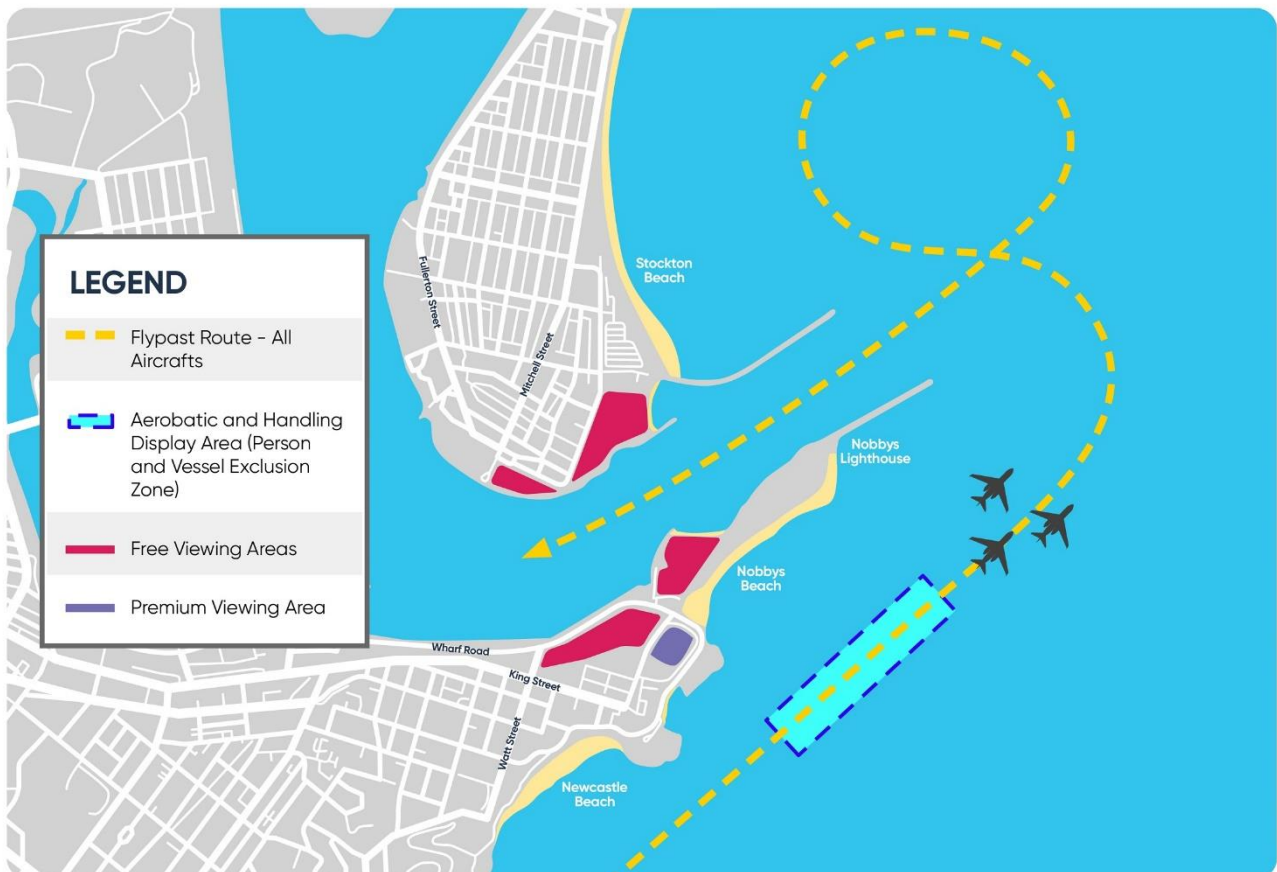 Stockton
Beach
Fullerton Street
Mitchell Street
LEGEND
Flypast Route - All
Aircrafts
Aerobatic and Handling
Display Area (Person
and Vessel Exclusion
Zone)
Free Viewing Areas
Premium Viewing Area
Nobbys
Lighthouse
Nobbys
Beach
Wharf Road
King Street
Watt Street
Newcastle
Beach